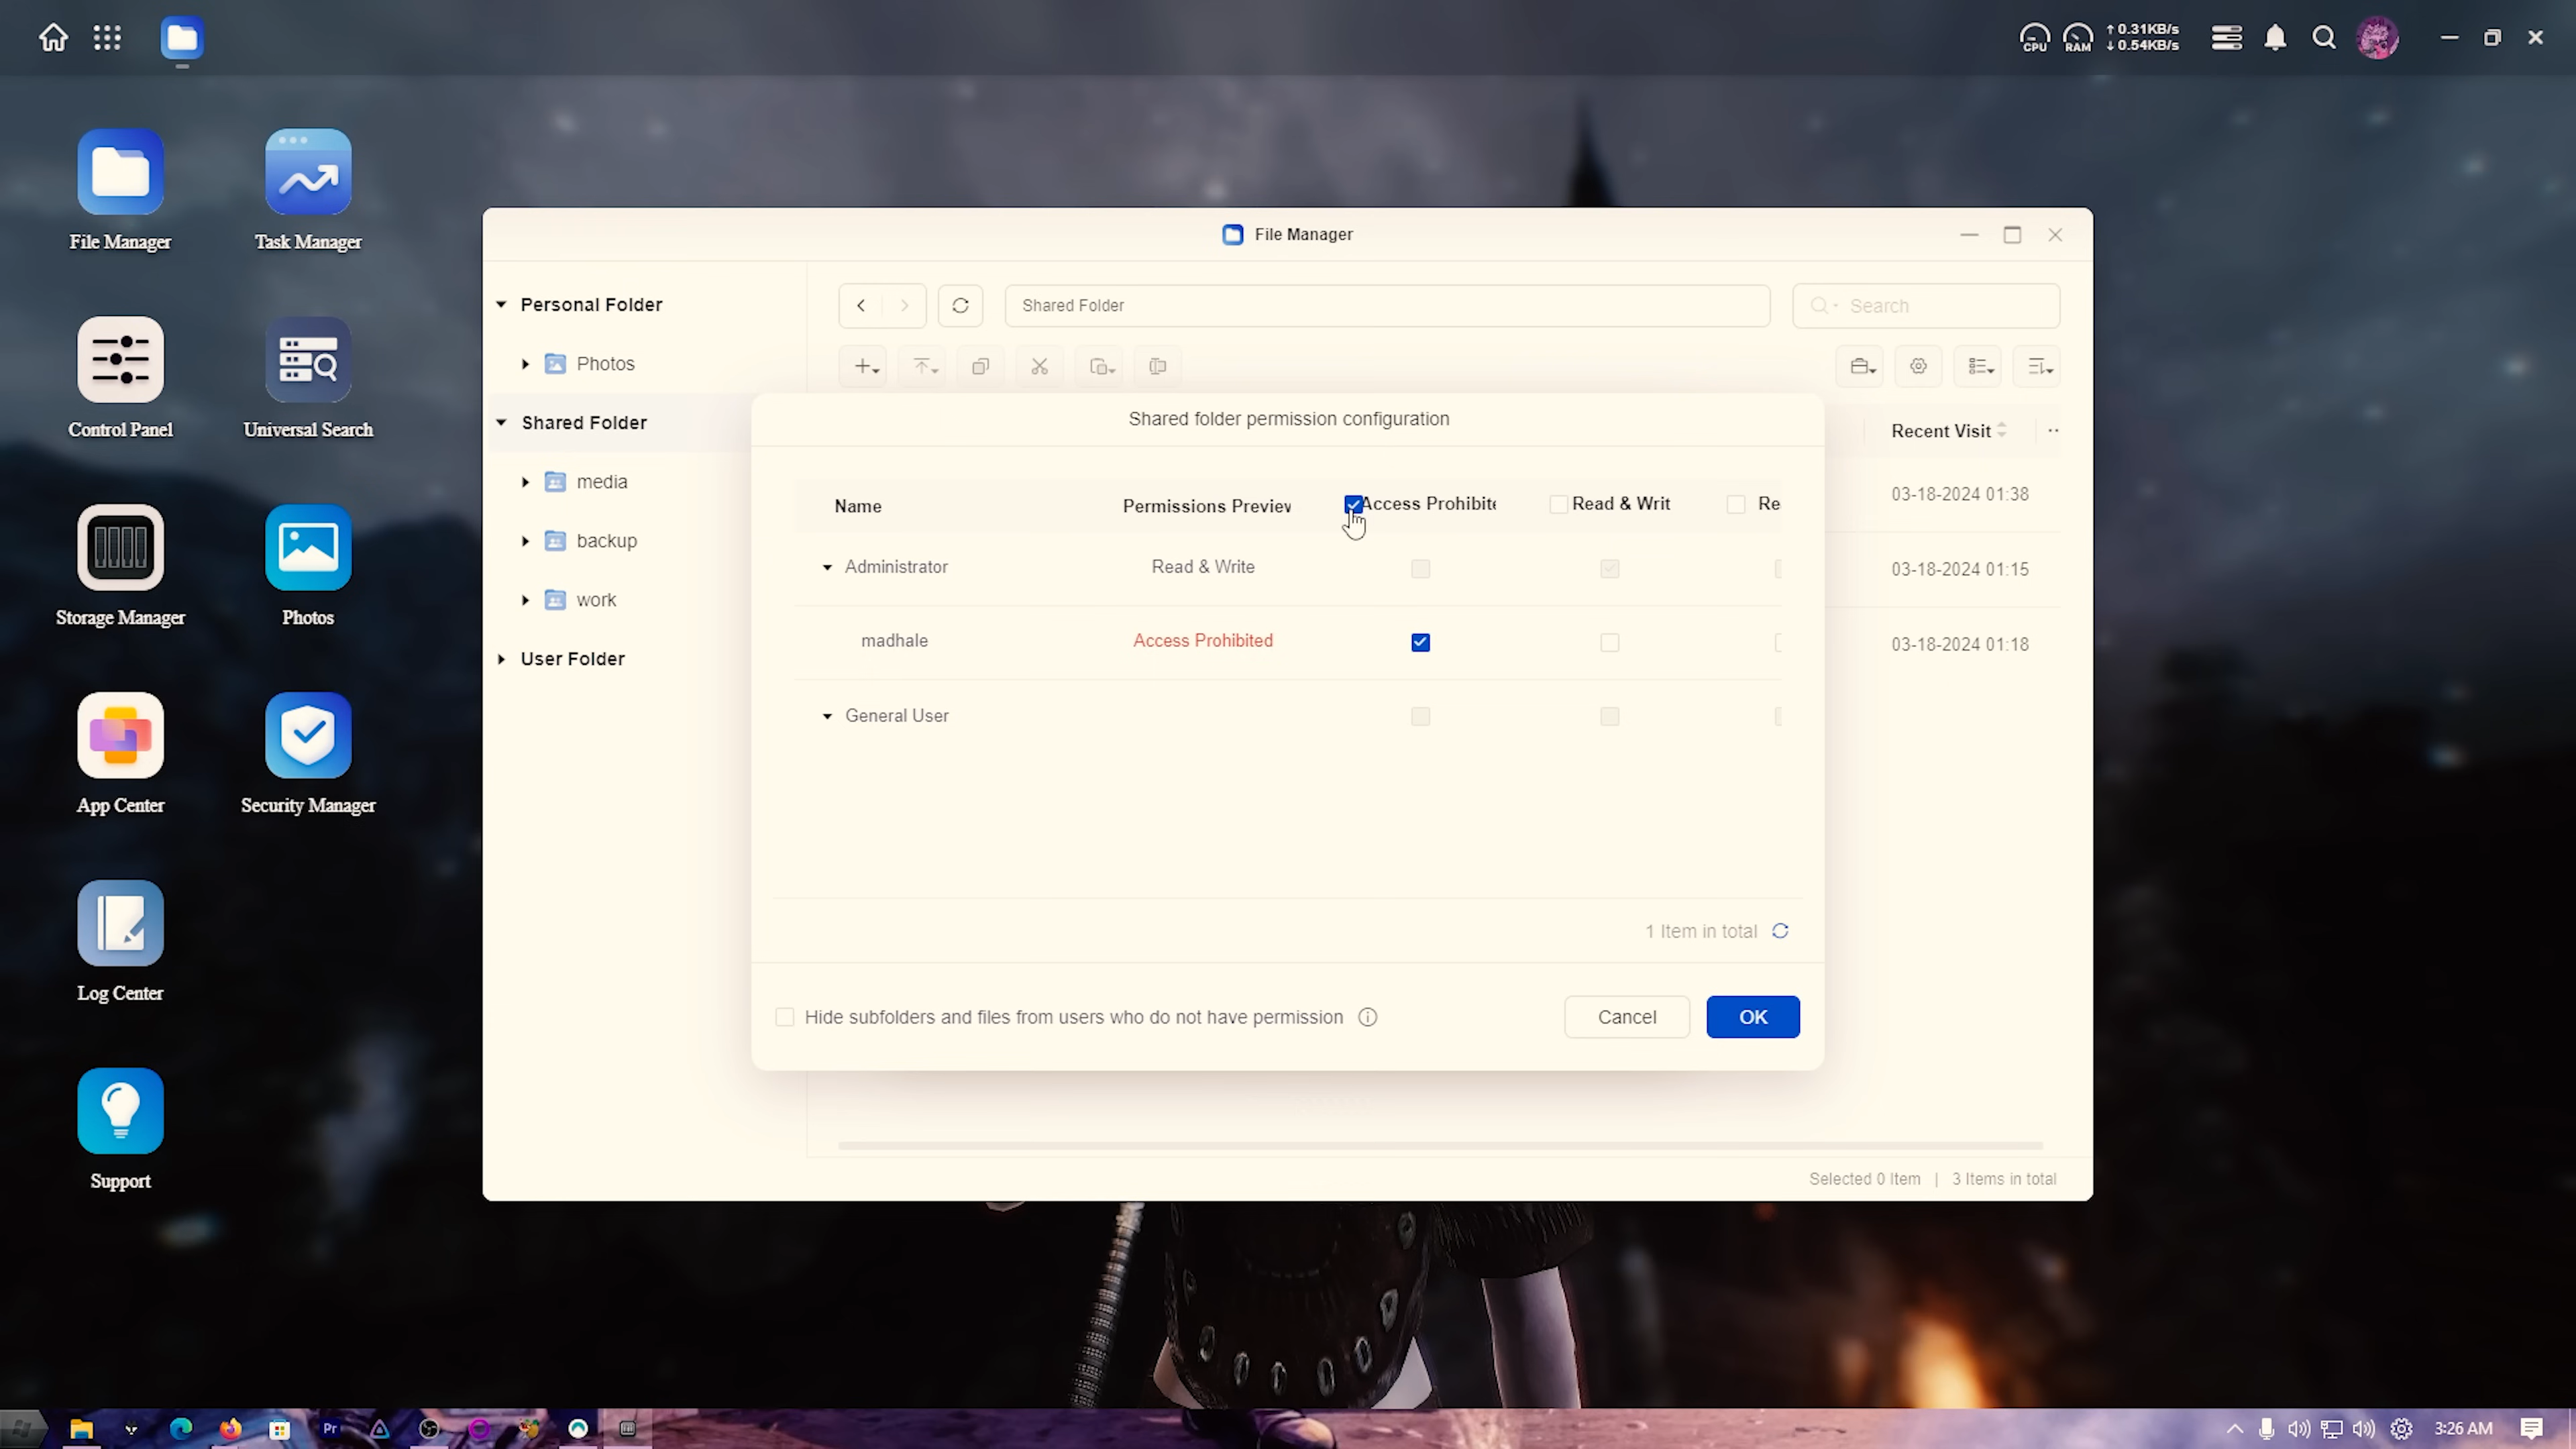 CPU
RAM
↑ 0.31KB/s
↓ 0.54KB/s
File Manager
Task Manager
Control Panel
Universal Search
Storage Manager
Photos
App Center
Security Manager
Log Center
Support
File Manager
Personal Folder
Photos
Shared Folder
media
backup
work
User Folder
Shared Folder
Search
Recent Visit
03-18-2024 01:38
03-18-2024 01:15
03-18-2024 01:18
Shared folder permission configuration
Name
Permissions Preview
Access Prohibite
Read & Writ
Re
Administrator
Read & Write
madhale
Access Prohibited
General User
1 Item in total
Hide subfolders and files from users who do not have permission
Cancel
OK
Selected 0 Item | 3 Items in total
Pr
3:26 AM